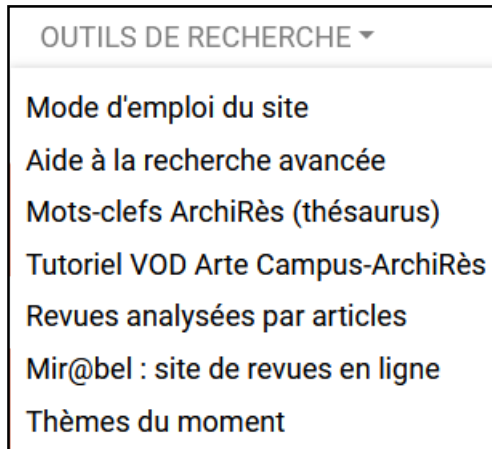 OUTILS DE RECHERCHE
Mode d'emploi du site
Aide à la recherche avancée
Mots-clefs ArchiRès (thésaurus)
Tutoriel VOD Arte Campus-ArchiRès
Revues analysées par articles
Mir@bel : site de revues en ligne
Thèmes du moment